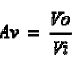 Av = Vo/Vi